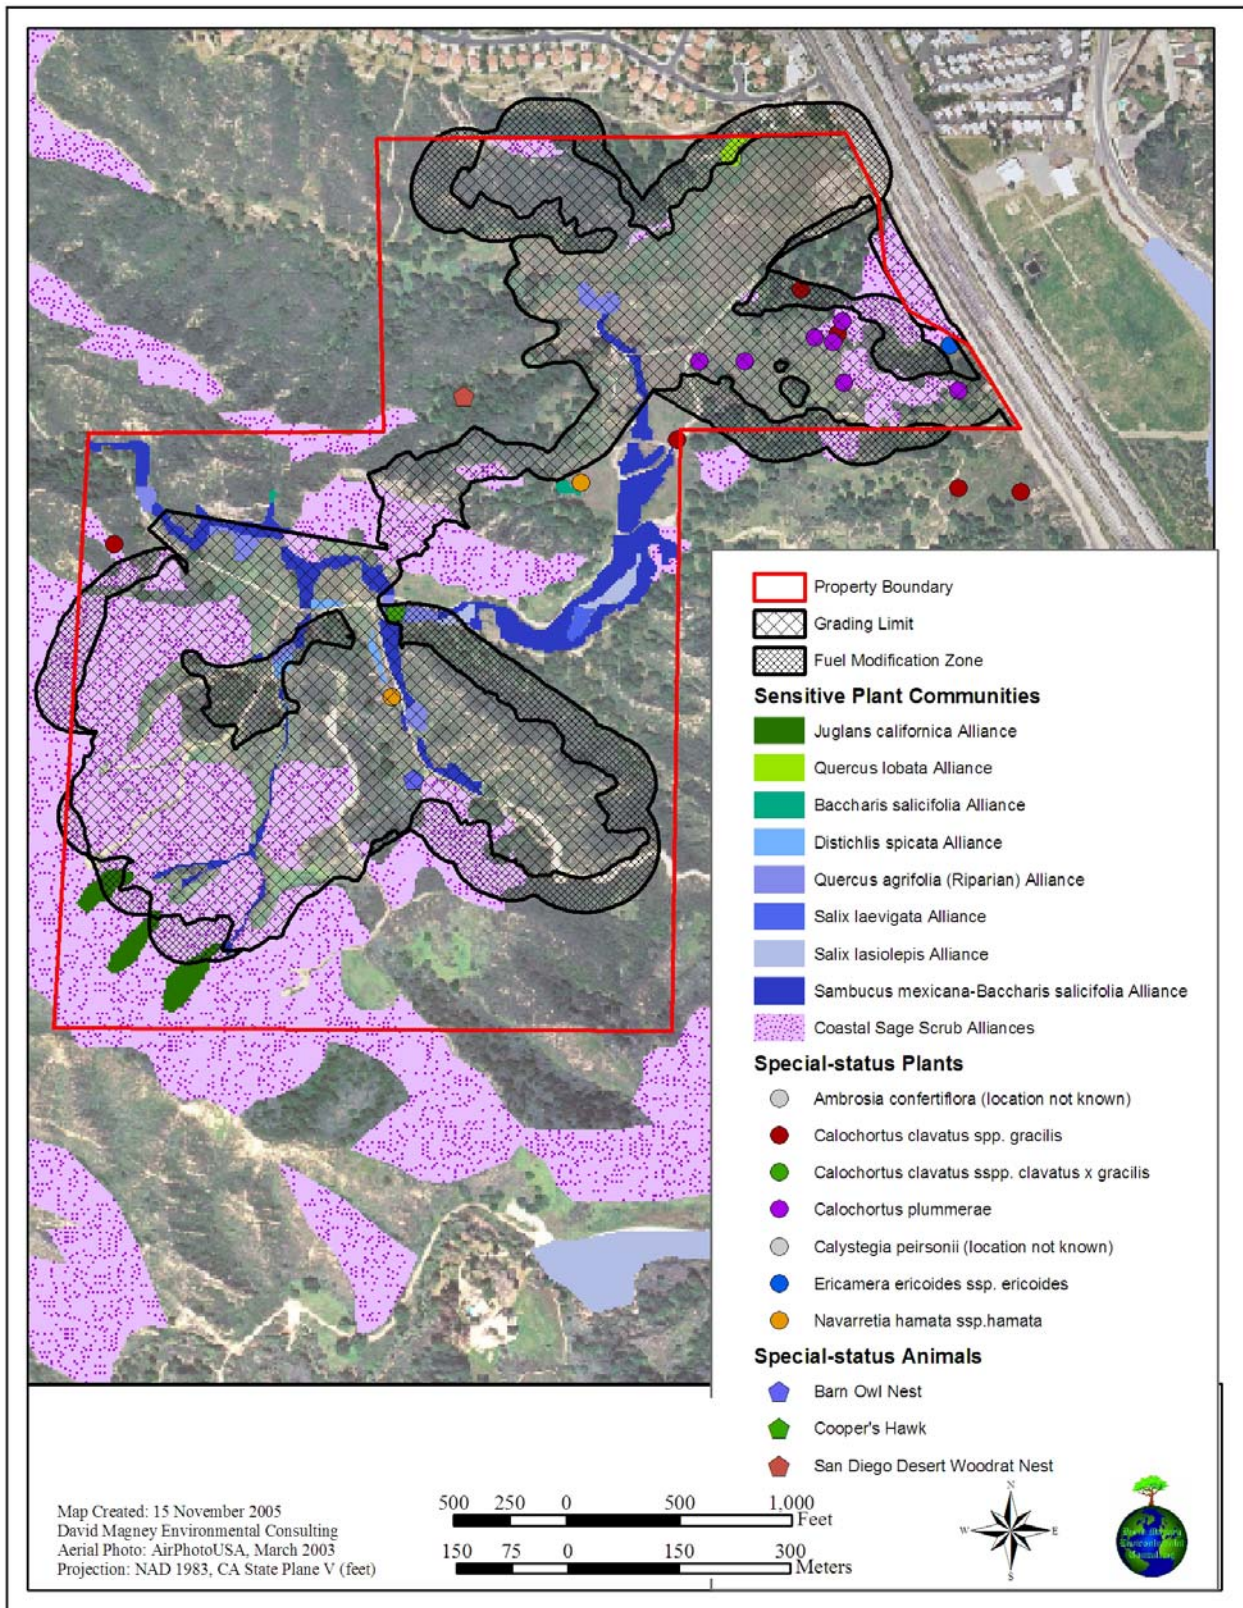 Property Boundary
Grading Limit
Fuel Modification Zone
Sensitive Plant Communities
Juglans californica Alliance
Quercus lobata Alliance
Baccharis salicifolia Alliance
Distichlis spicata Alliance
Quercus agrifolia (Riparian) Alliance
Salix laevigata Alliance
Salix lasiolepis Alliance
Sambucus mexicana-Baccharis salicifolia Alliance
Coastal Sage Scrub Alliances
Special-status Plants
Ambrosia confertiflora (location not known)
Calochortus clavatus spp. gracilis
Calochortus clavatus sspp. clavatus x gracilis
Calochortus plummerae
Calystegia peirsonii (location not known)
Ericamera ericoides ssp. ericoides
Navarretia hamata ssp.hamata
Special-status Animals
Barn Owl Nest
Cooper's Hawk
San Diego Desert Woodrat Nest
Map Created: 15 November 2005
David Magney Environmental Consulting
Aerial Photo: AirPhotoUSA, March 2003
Projection: NAD 1983, CA State Plane V (feet)
500 250 0 500 1,000
Feet
150 75 0 150 300
Meters
N
W E
S
David Magney
Environmental
Consulting